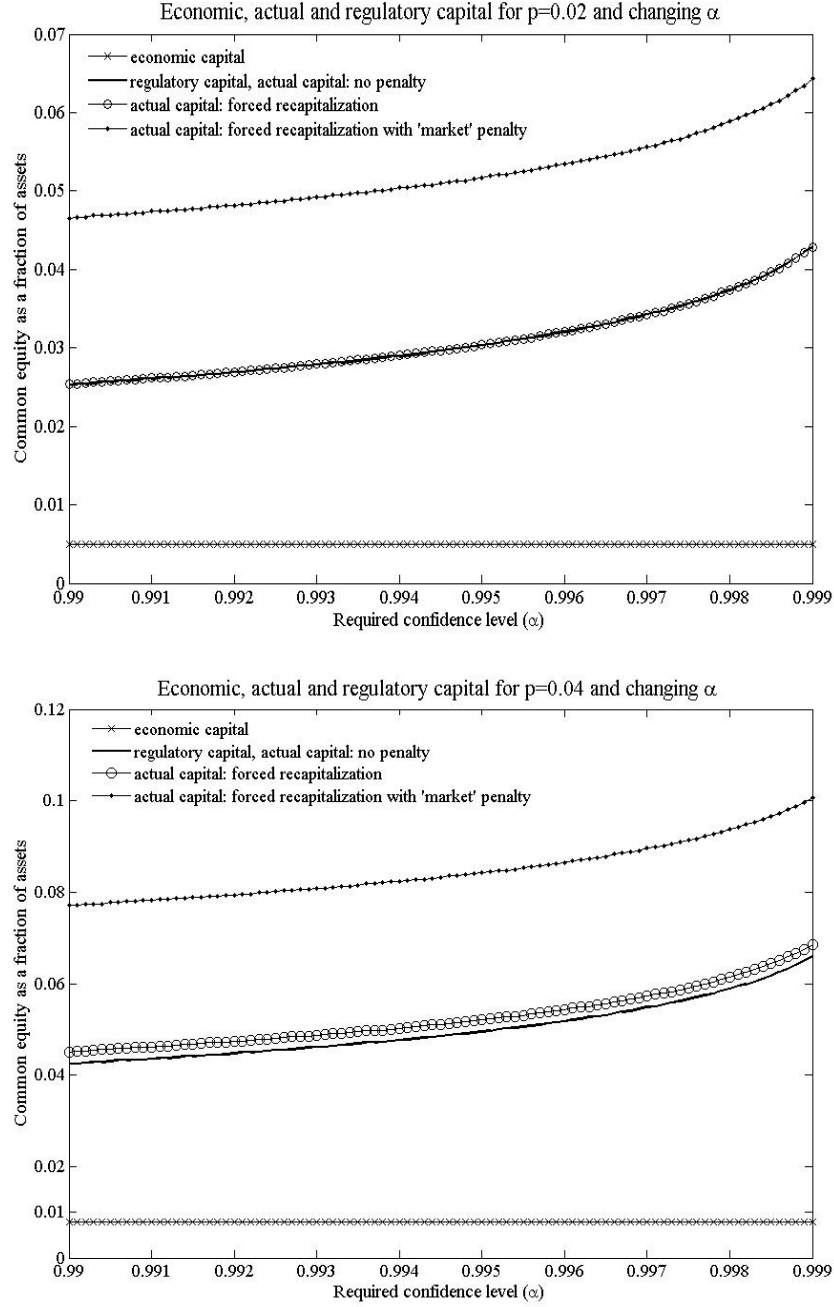 Economic, actual and regulatory capital for p=0.02 and changing α
economic capital
regulatory capital, actual capital: no penalty
actual capital: forced recapitalization
actual capital: forced recapitalization with 'market' penalty
Common equity as a fraction of assets
0.07
0.06
0.05
0.04
0.03
0.02
0.01
0
0.99 0.991 0.992 0.993 0.994 0.995 0.996 0.997 0.998 0.999
Required confidence level (α)
Economic, actual and regulatory capital for p=0.04 and changing α
economic capital
regulatory capital, actual capital: no penalty
actual capital: forced recapitalization
actual capital: forced recapitalization with 'market' penalty
Common equity as a fraction of assets
0.12
0.1
0.08
0.06
0.04
0.02
0.01
0
0.99 0.991 0.992 0.993 0.994 0.995 0.996 0.997 0.998 0.999
Required confidence level (α)